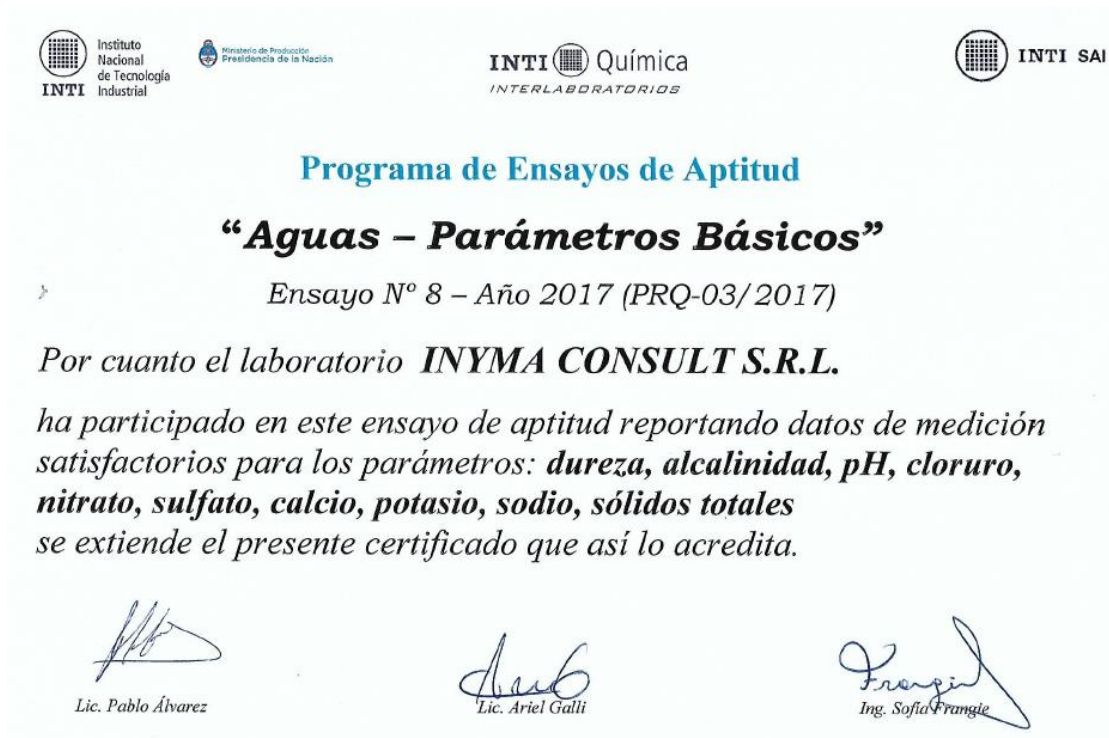 Instituto
Nacional
de Tecnología
Industrial
INTI
Ministerio de Producción
Presidencia de la Nación
INTI Química
INTERLABORATORIOS
INTI SAI
Programa de Ensayos de Aptitud
“Aguas – Parámetros Básicos”
Ensayo Nº 8 – Año 2017 (PRQ-03/2017)
Por cuanto el laboratorio INYMA CONSULT S.R.L.
ha participado en este ensayo de aptitud reportando datos de medición
satisfactorios para los parámetros: dureza, alcalinidad, pH, cloruro,
nitrato, sulfato, calcio, potasio, sodio, sólidos totales
se extiende el presente certificado que así lo acredita.
Frangie
Lic. Pablo Álvarez
Lic. Ariel Galli
Ing. Sofía Frangie